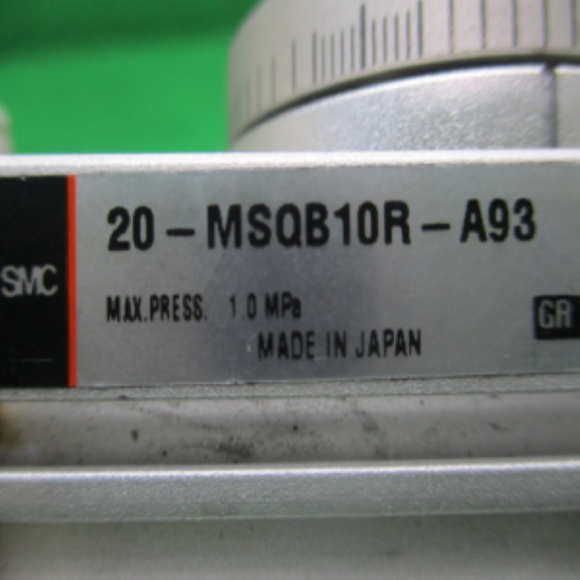 20-MSQB10R-A93
SMC
MAX.PRESS. 1.0 MPa
MADE IN JAPAN
GR